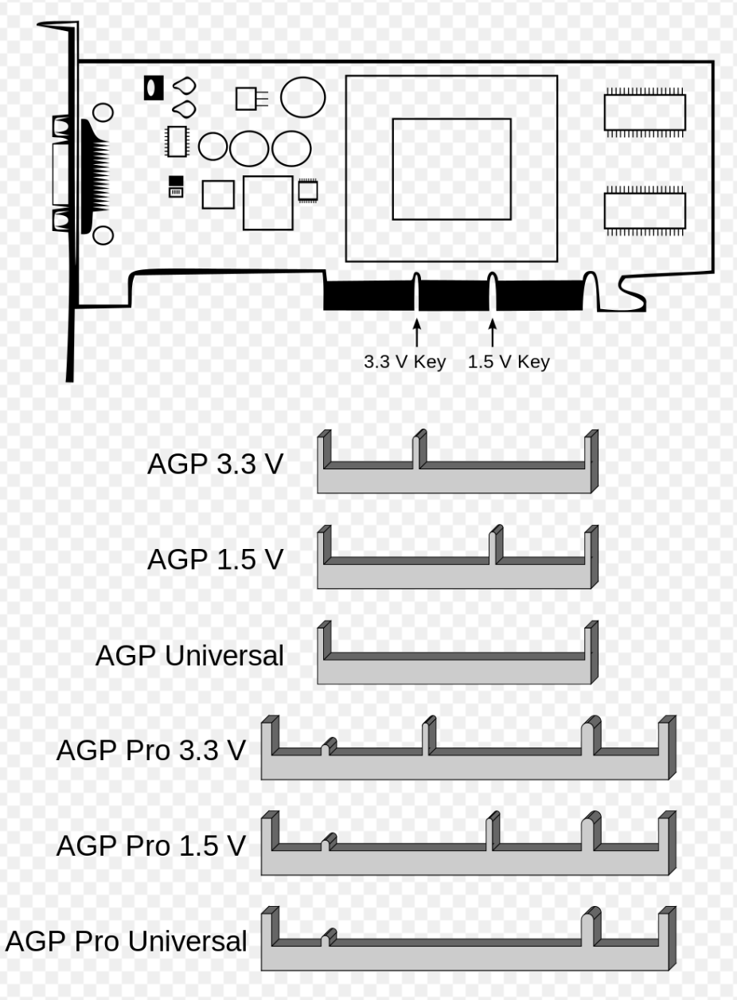 3.3 V Key 1.5 V Key
AGP 3.3 V
AGP 1.5 V
AGP Universal
AGP Pro 3.3 V
AGP Pro 1.5 V
AGP Pro Universal